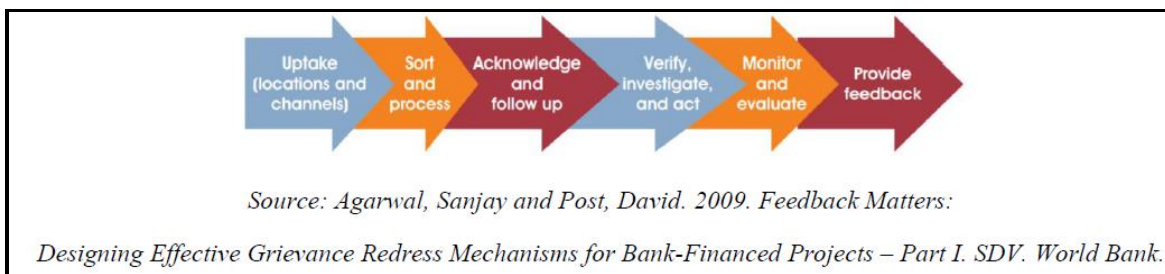 Uptake
(locations and
channels)
Sort
and
process
Acknowledge
and
follow up
Verify,
investigate,
and act
Monitor
and
evaluate
Provide
feedback
Source: Agarwal, Sanjay and Post, David. 2009. Feedback Matters:
Designing Effective Grievance Redress Mechanisms for Bank-Financed Projects – Part I. SDV. World Bank.